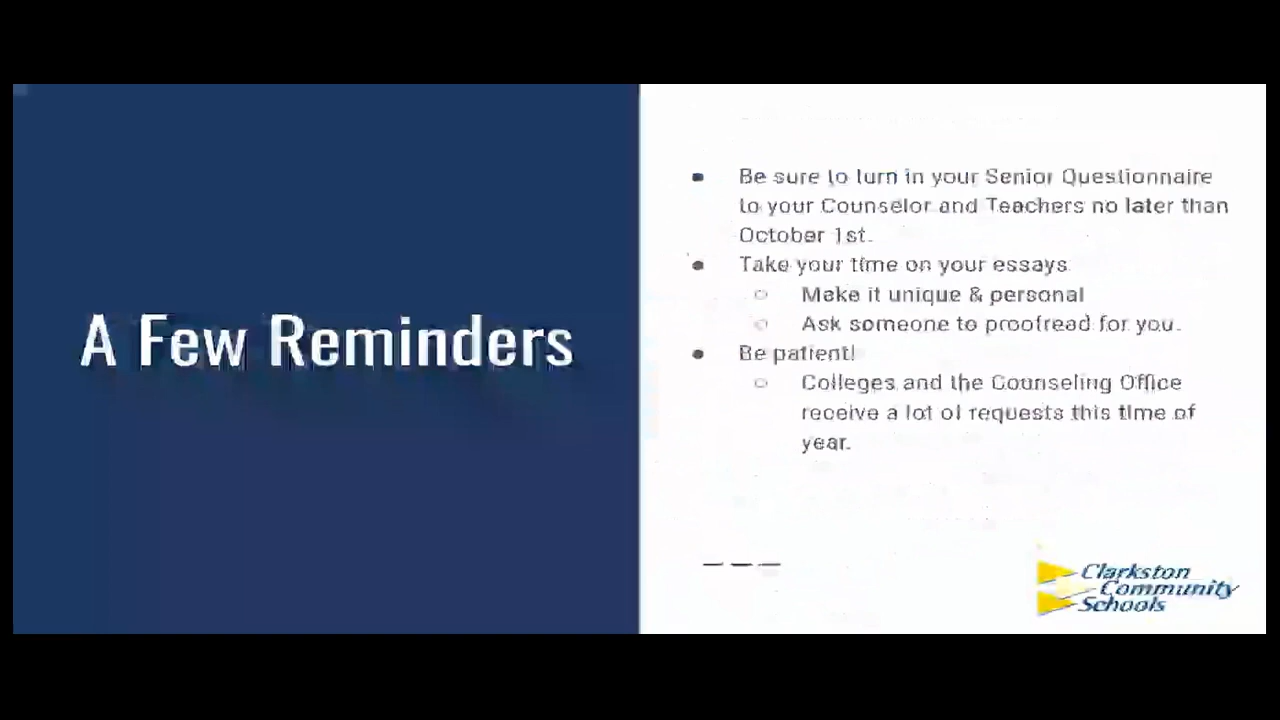 A Few Reminders
● Be sure to turn in your Senior Questionnaire
to your Counselor and Teachers no later than
October 1st.
● Take your time on your essays
○ Make it unique & personal
○ Ask someone to proofread for you.
● Be patient!
○ Colleges and the Counseling Office
receive a lot of requests this time of
year.
Clarkston
Community
Schools